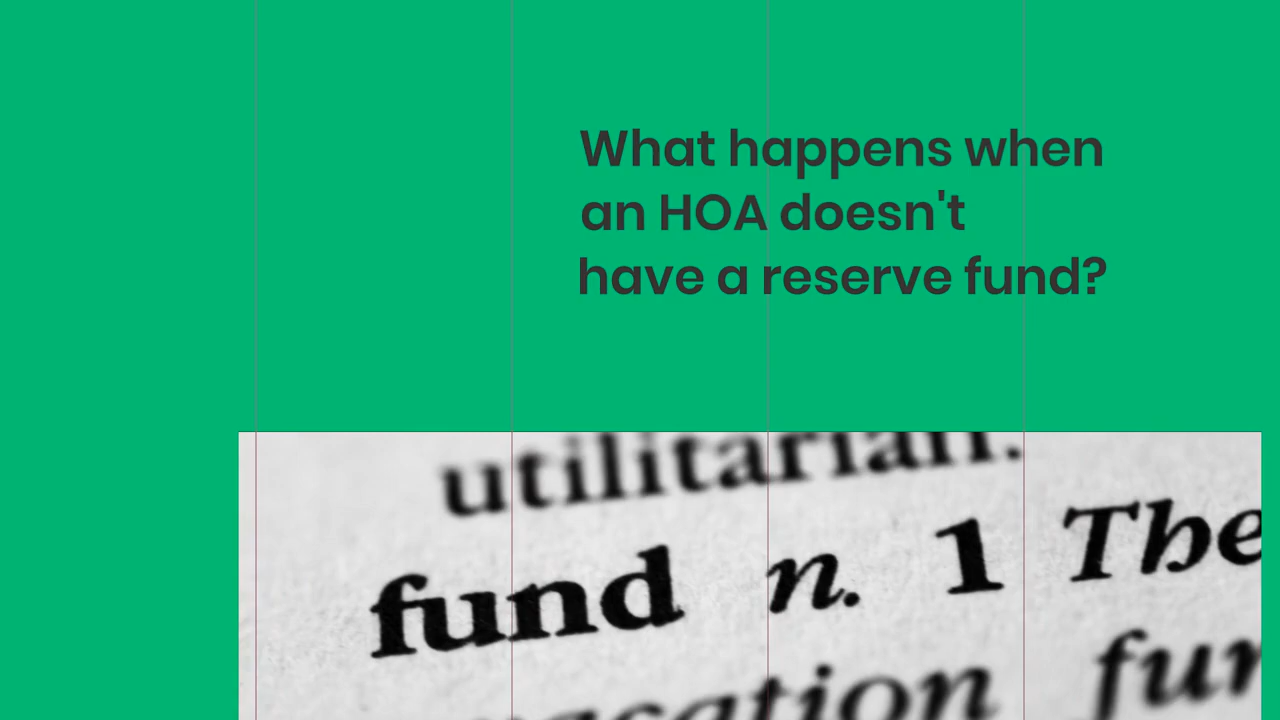 What happens when
an HOA doesn't
have a reserve fund?
utilitarian.
fund n. 1 The